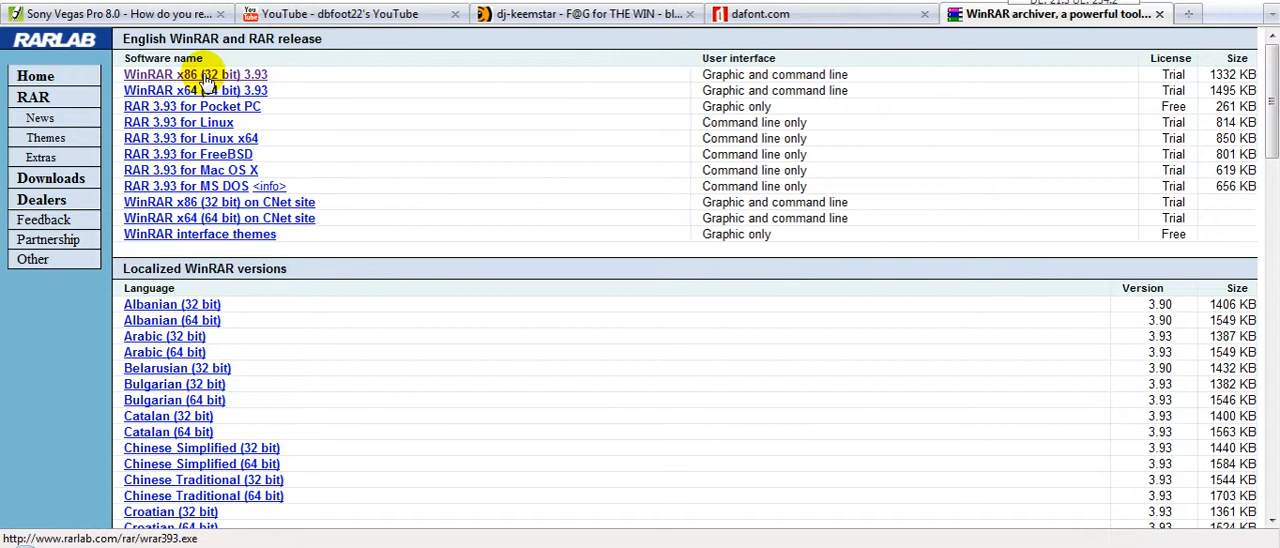 Sony Vegas Pro 8.0 - How do you re...
YouTube - dbfoot22's YouTube
dj-keemstar - F@G for THE WIN - bl...
dafont.com
WinRAR archiver, a powerful tool...
RARLAB
Home
RAR
News
Themes
Extras
Downloads
Dealers
Feedback
Partnership
Other
English WinRAR and RAR release
Software name User interface License Size
WinRAR x86 (32 bit) 3.93 Graphic and command line Trial 1332 KB
WinRAR x64 (64 bit) 3.93 Graphic and command line Trial 1495 KB
RAR 3.93 for Pocket PC Graphic only Free 261 KB
RAR 3.93 for Linux Command line only Trial 814 KB
RAR 3.93 for Linux x64 Command line only Trial 850 KB
RAR 3.93 for FreeBSD Command line only Trial 801 KB
RAR 3.93 for Mac OS X Command line only Trial 619 KB
RAR 3.93 for MS DOS <info> Command line only Trial 656 KB
WinRAR x86 (32 bit) on CNet site Graphic and command line Trial
WinRAR x64 (64 bit) on CNet site Graphic and command line Trial
WinRAR interface themes Graphic only Free
Localized WinRAR versions
Language Version Size
Albanian (32 bit) 3.90 1406 KB
Albanian (64 bit) 3.90 1549 KB
Arabic (32 bit) 3.93 1387 KB
Arabic (64 bit) 3.93 1549 KB
Belarusian (32 bit) 3.90 1432 KB
Bulgarian (32 bit) 3.93 1382 KB
Bulgarian (64 bit) 3.93 1546 KB
Catalan (32 bit) 3.93 1400 KB
Catalan (64 bit) 3.93 1563 KB
Chinese Simplified (32 bit) 3.93 1440 KB
Chinese Simplified (64 bit) 3.93 1584 KB
Chinese Traditional (32 bit) 3.93 1544 KB
Chinese Traditional (64 bit) 3.93 1703 KB
Croatian (32 bit) 3.93 1361 KB
Croatian (64 bit) 3.93 1524 KB
http://www.rarlab.com/rar/wrar393.exe